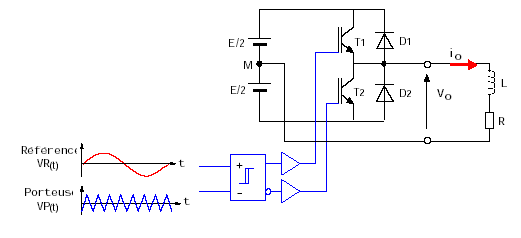 E/2
T1
D1
M
io
E/2
T2
D2
Vo
L
R
Référence
VR(t)
t
+
-
Porteuse
VP(t)
t